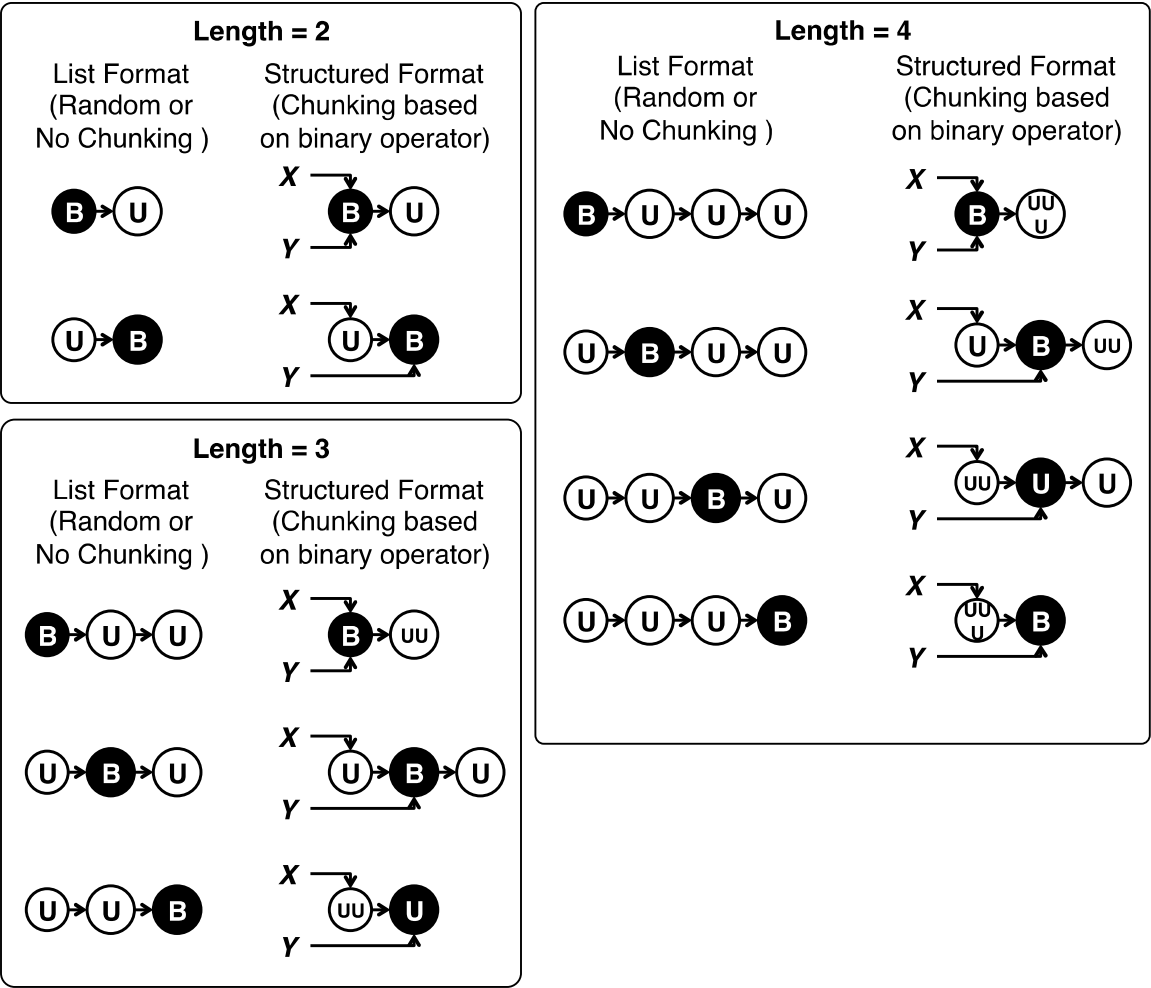 Length = 2
List Format
(Random or
No Chunking )
Structured Format
(Chunking based
on binary operator)
B U
X
B U
Y
U B
X
U B
Y
Length = 3
List Format
(Random or
No Chunking )
Structured Format
(Chunking based
on binary operator)
B U U
X
B UU
Y
U B U
X
U B U
Y
U U B
X
UU U
Y
Length = 4
List Format
(Random or
No Chunking )
Structured Format
(Chunking based
on binary operator)
B U U U
X
B UU
U
Y
U B U U
X
U B UU
Y
U U B U
X
UU U U
Y
U U U B
X
UU
U B
Y